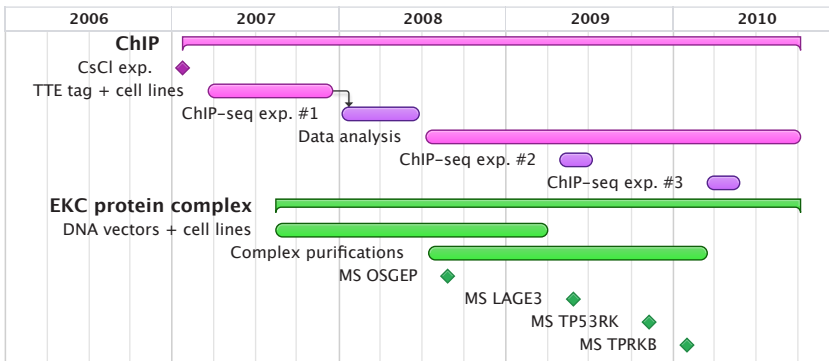 2006 2007 2008 2009 2010
ChIP
CsCl exp.
TTE tag + cell lines
ChIP-seq exp. #1
Data analysis
ChIP-seq exp. #2
ChIP-seq exp. #3
EKC protein complex
DNA vectors + cell lines
Complex purifications
MS OSGEP
MS LAGE3
MS TP53RK
MS TPRKB